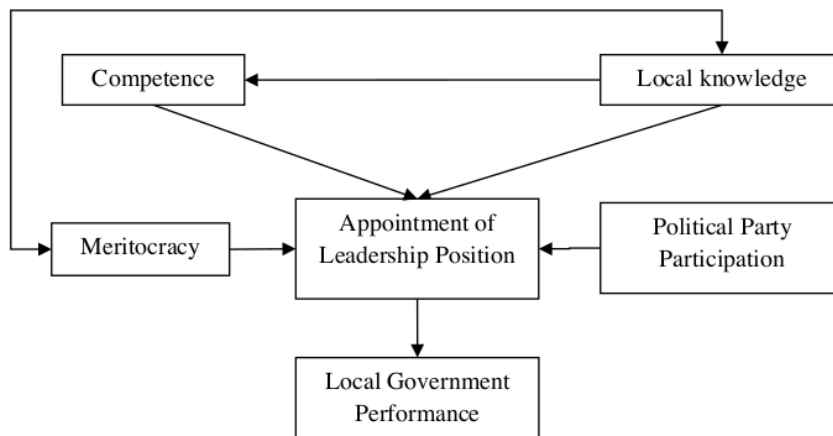 Competence
Local knowledge
Meritocracy
Appointment of
Leadership Position
Political Party
Participation
Local Government
Performance